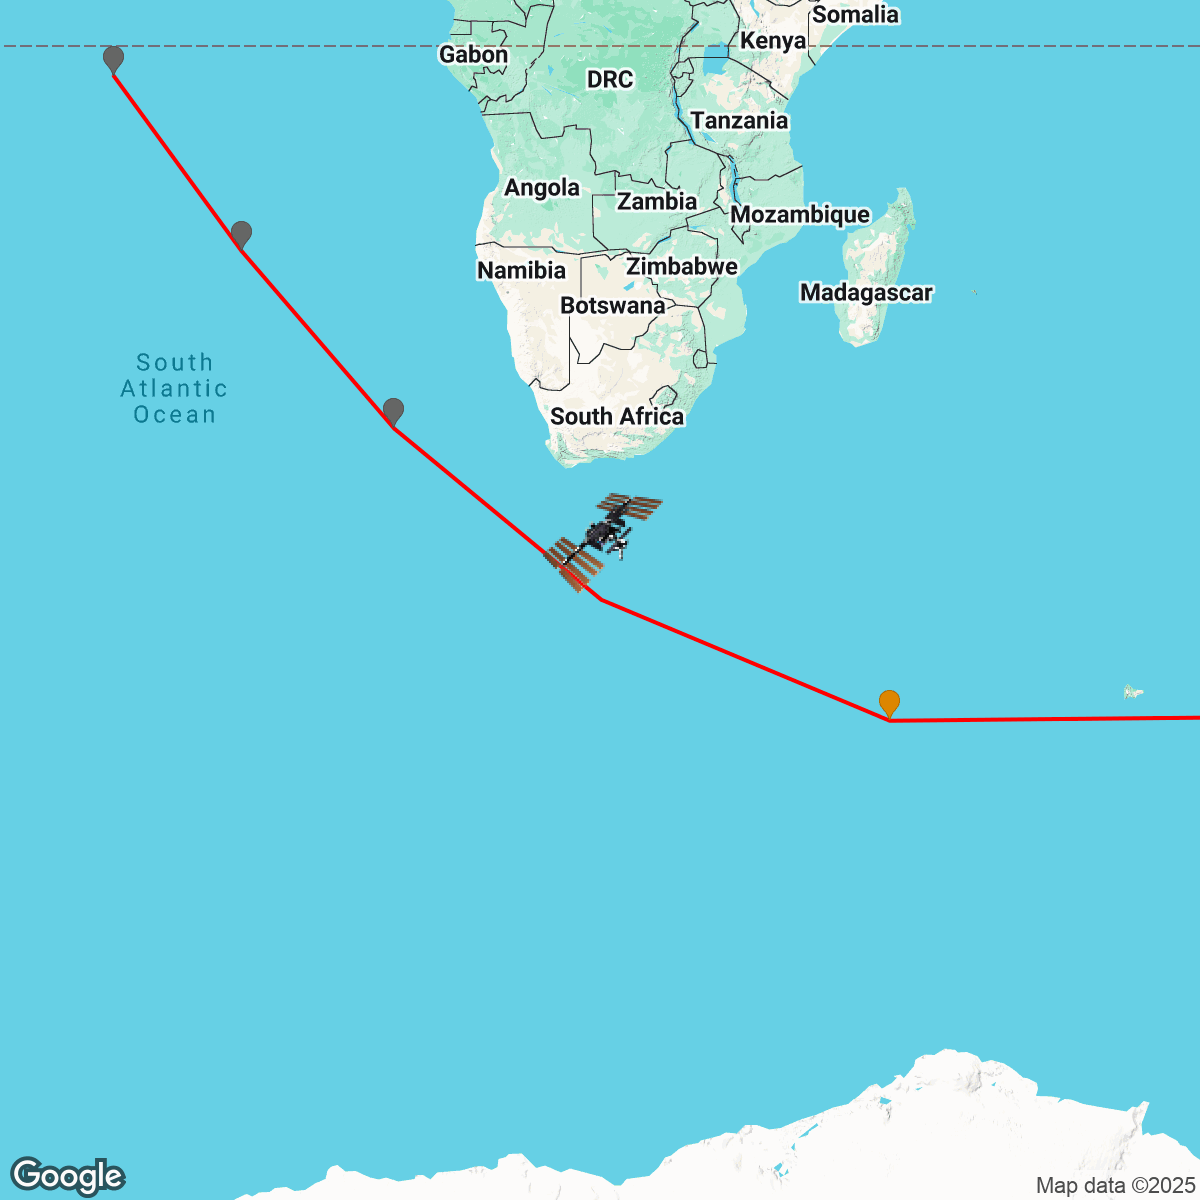 Somalia
Kenya
Gabon
DRC
Tanzania
Angola
Zambia
Mozambique
Namibia
Zimbabwe
Madagascar
Botswana
South
Atlantic
Ocean
South Africa
Google
Map data ©2025